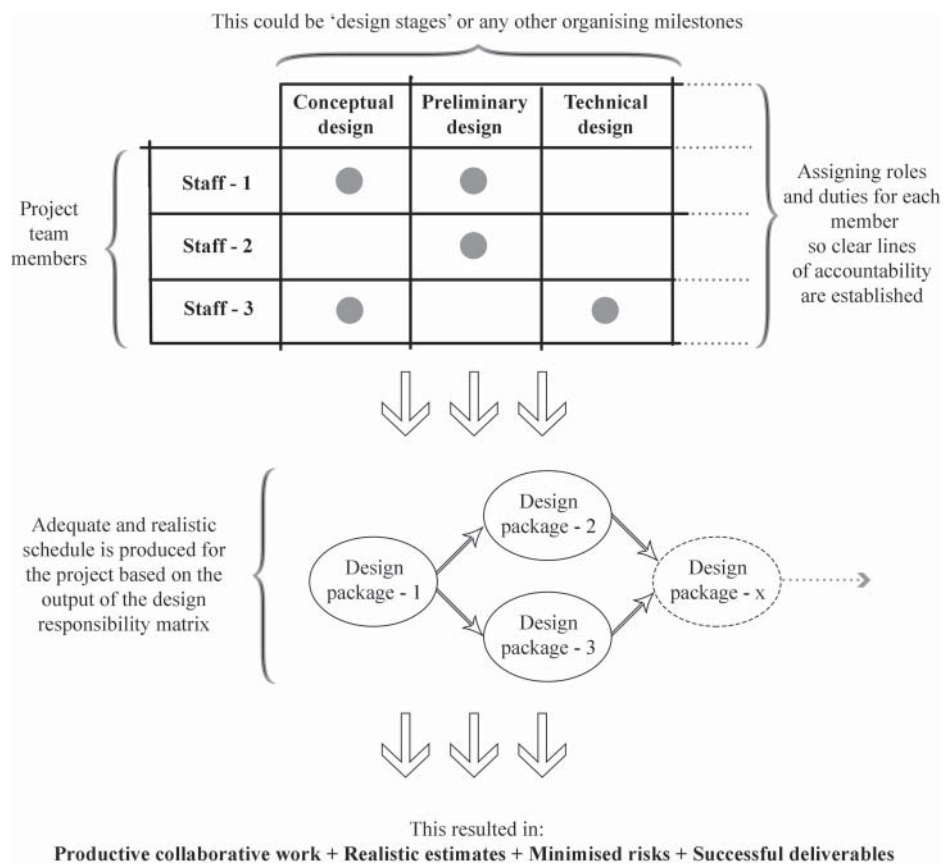 This could be ‘design stages’ or any other organising milestones
Conceptual
design
Preliminary
design
Technical
design
Project
team
members
Staff - 1
Staff - 2
Staff - 3
Assigning roles
and duties for each
member
so clear lines
of accountability
are established
Adequate and realistic
schedule is produced for
the project based on the
output of the design
responsibility matrix
Design
package - 1
Design
package - 2
Design
package - 3
Design
package - x
This resulted in:
Productive collaborative work + Realistic estimates + Minimised risks + Successful deliverables